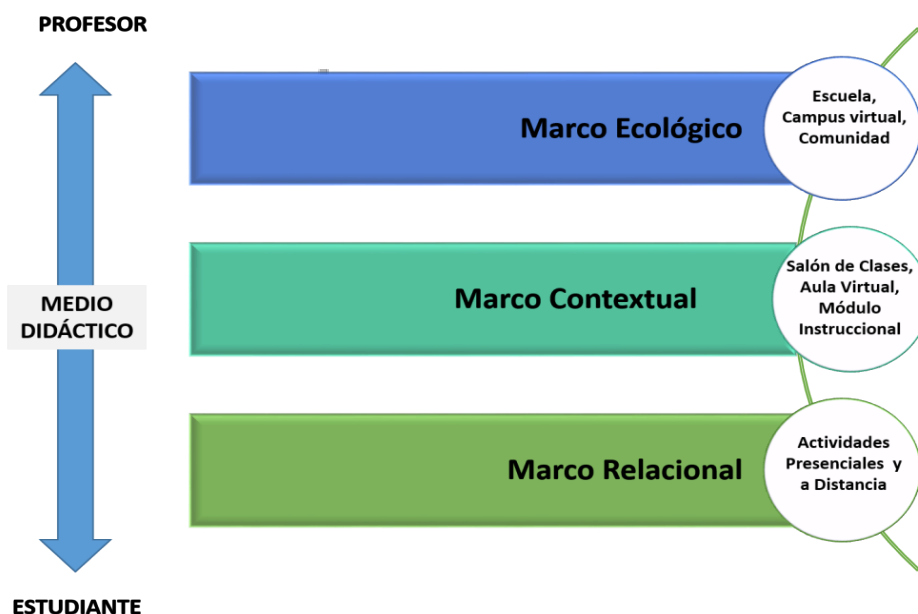 PROFESOR
Marco Ecológico
Escuela,
Campus virtual,
Comunidad
MEDIO
DIDÁCTICO
Marco Contextual
Salón de Clases,
Aula Virtual,
Módulo
Instruccional
Marco Relacional
Actividades
Presenciales y
a Distancia
ESTUDIANTE